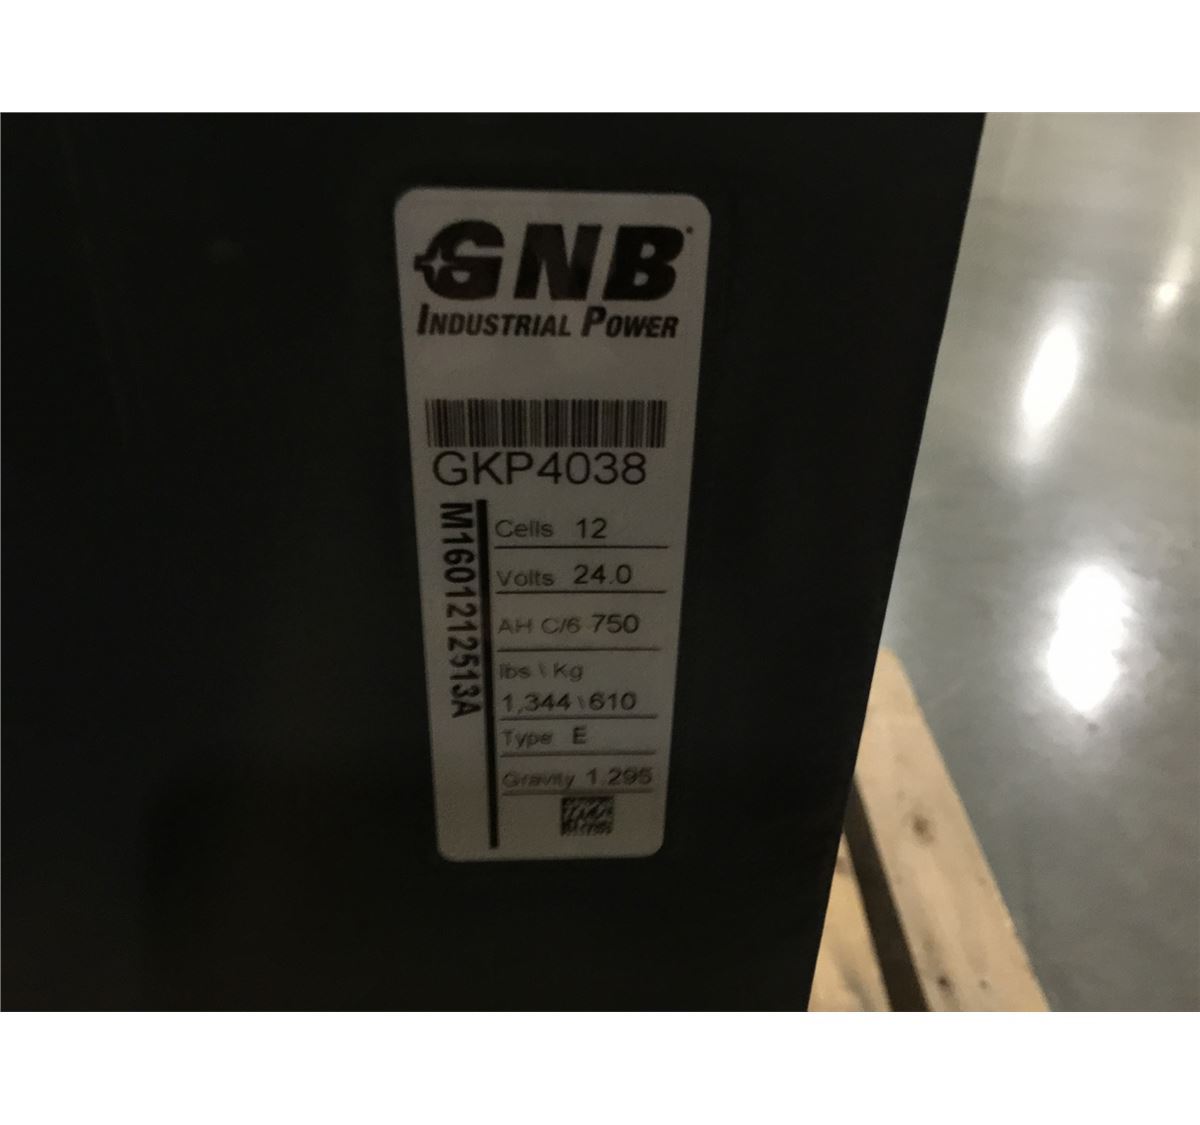 GNB
INDUSTRIAL POWER
GKP4038
M1601212513A
Cells 12
Volts 24.0
AH C/6 750
lbs \ Kg
1,344 \ 610
Type E
Gravity 1.295